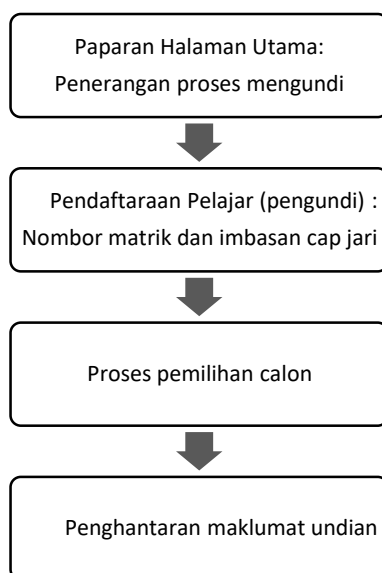 Paparan Halaman Utama:
Penerangan proses mengundi
Pendaftaraan Pelajar (pengundi) :
Nombor matrik dan imbasan cap jari
Proses pemilihan calon
Penghantaran maklumat undian